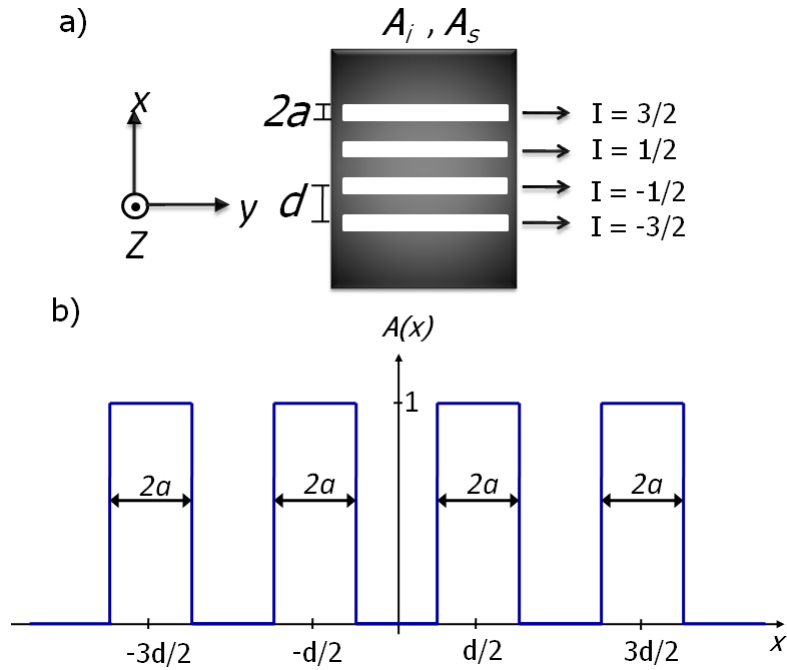 a)
A_i , A_s
x
y
Z
2a
d
I = 3/2
I = 1/2
I = -1/2
I = -3/2
b)
A(x)
1
2a 2a 2a 2a
-3d/2 -d/2 d/2 3d/2 x